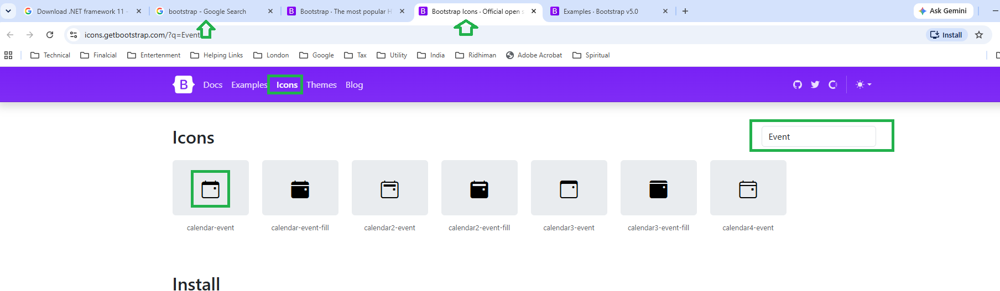 Download .NET framework 11 -
bootstrap - Google Search
Bootstrap · The most popular H
Bootstrap Icons · Official open s
Examples · Bootstrap v5.0
Ask Gemini
icons.getbootstrap.com/?q=Event
Install
Technical
Finalcial
Entertenment
Helping Links
London
Google
Tax
Utility
India
Ridhiman
Adobe Acrobat
Spiritual
B Docs Examples Icons Themes Blog
Icons
Event
calendar-event
calendar-event-fill
calendar2-event
calendar2-event-fill
calendar3-event
calendar3-event-fill
calendar4-event
Install